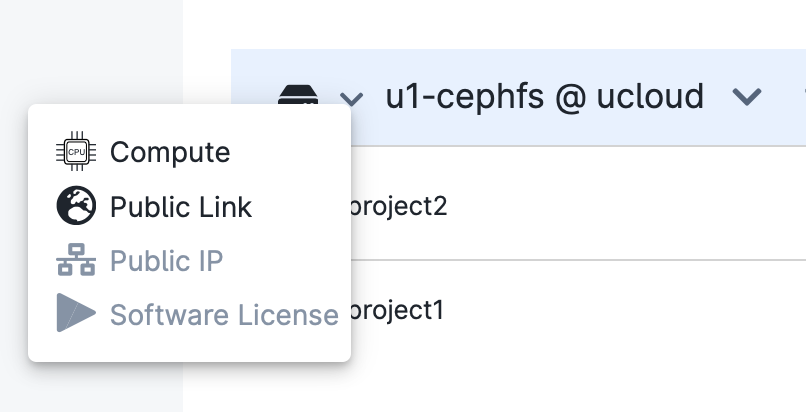 u1-cephfs @ ucloud
CPU
Compute
Public Link
project2
Public IP
Software License
project1